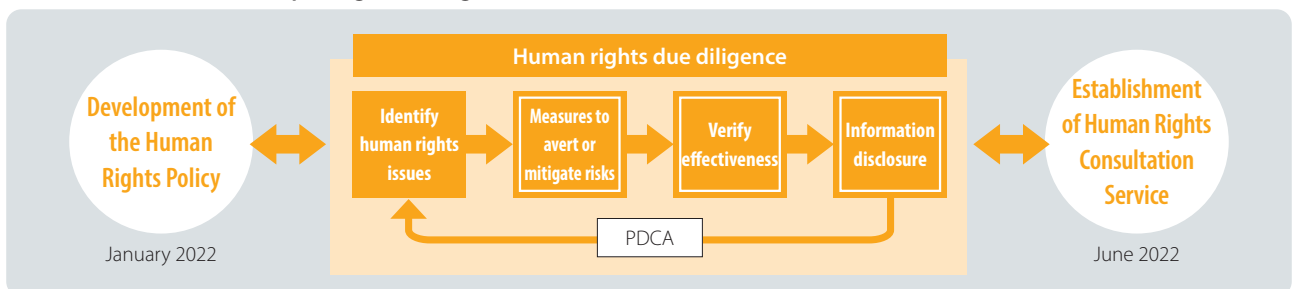 Human rights due diligence
Development of
the Human
Rights Policy
January 2022
Identify
human rights
issues
Measures to
avert or
mitigate risks
Verify
effectiveness
Information
disclosure
PDCA
Establishment
of Human Rights
Consultation
Service
June 2022